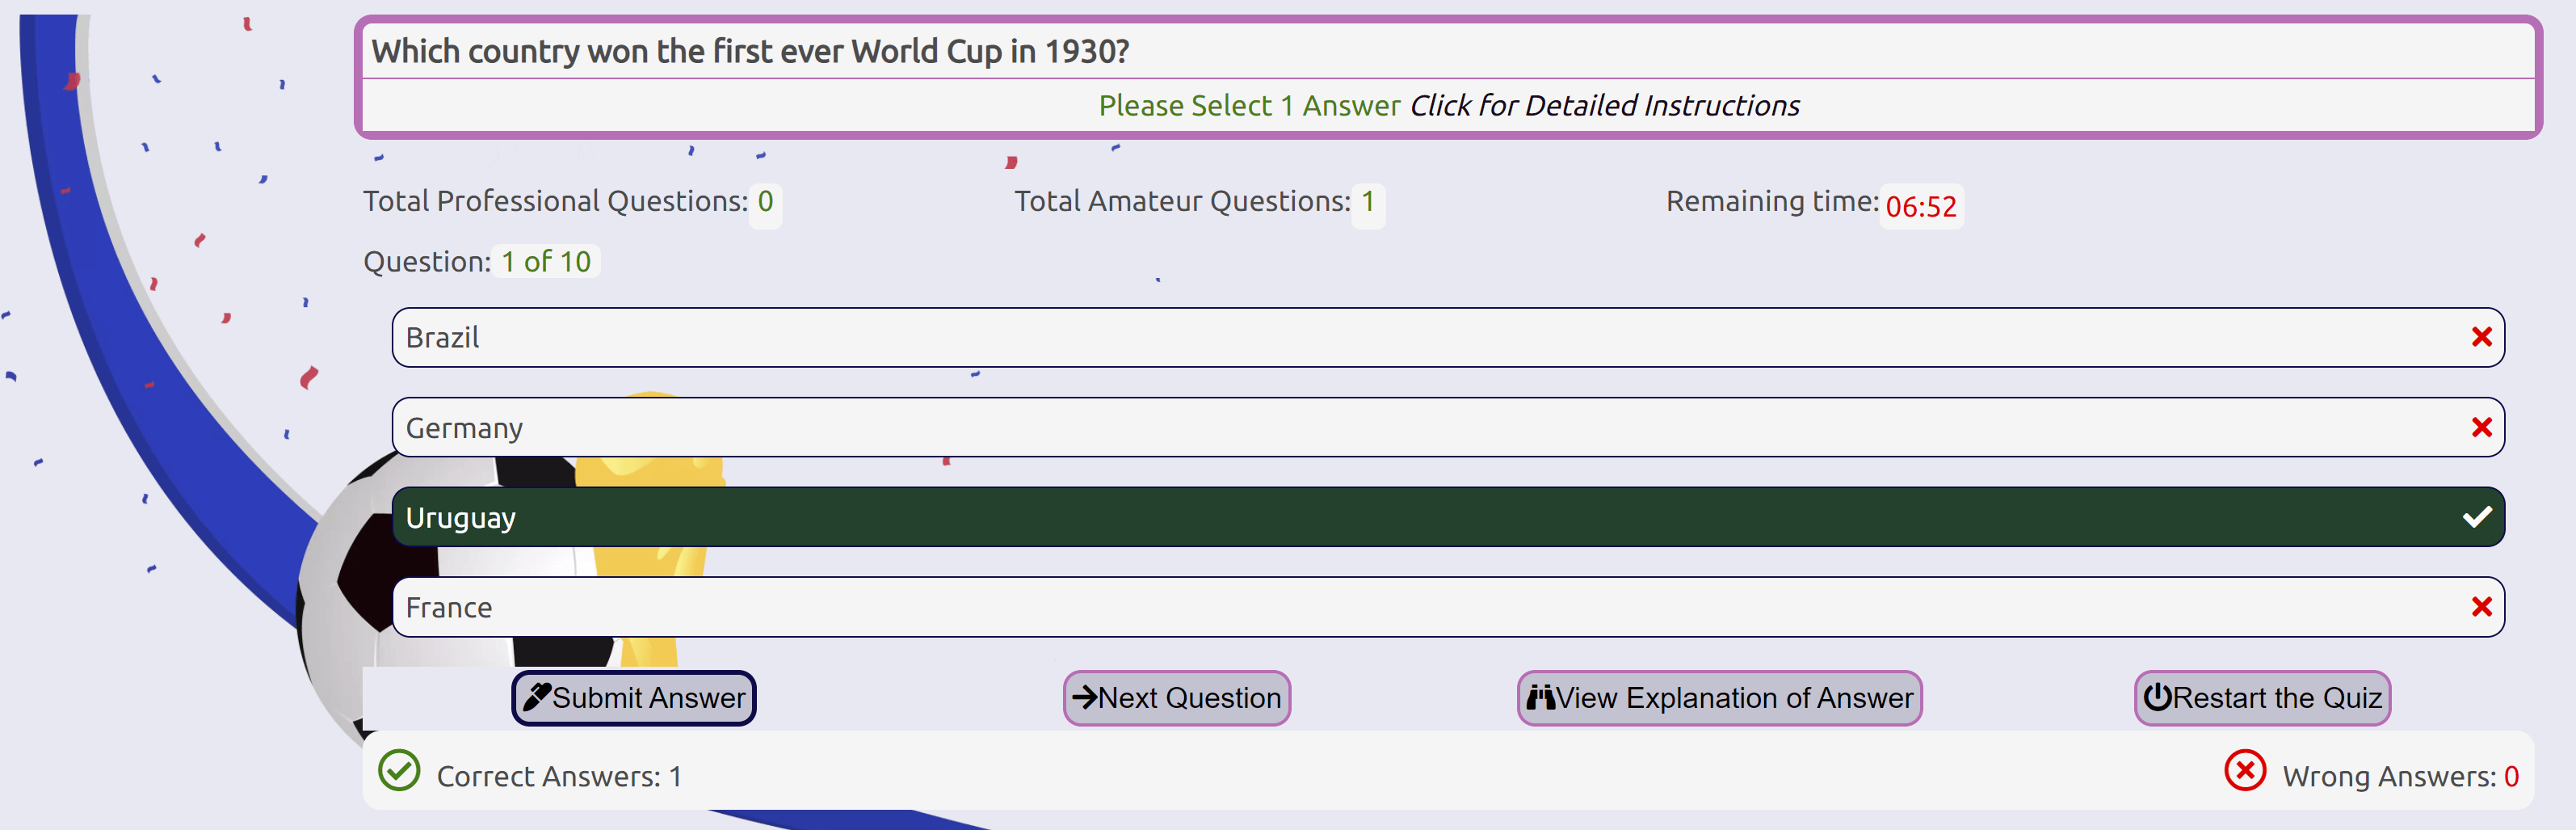 Which country won the first ever World Cup in 1930?
Please Select 1 Answer Click for Detailed Instructions
Total Professional Questions: 0
Total Amateur Questions: 1
Remaining time: 06:52
Question: 1 of 10
Brazil
Germany
Uruguay
France
Submit Answer
Next Question
View Explanation of Answer
Restart the Quiz
Correct Answers: 1
Wrong Answers: 0